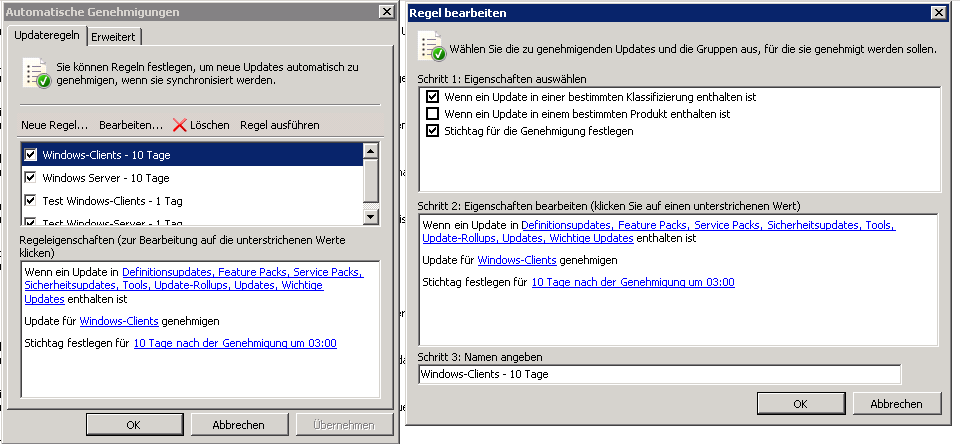 Automatische Genehmigungen
Updateregeln
Erweitert
Sie können Regeln festlegen, um neue Updates automatisch zu
genehmigen, wenn sie synchronisiert werden.
Neue Regel... Bearbeiten... Löschen Regel ausführen
Windows-Clients - 10 Tage
Windows Server - 10 Tage
Test Windows-Clients - 1 Tag
Test Windows-Server - 1 Tag
Regeleigenschaften (zur Bearbeitung auf die unterstrichenen Werte
klicken)
Wenn ein Update in Definitionsupdates, Feature Packs, Service Packs,
Sicherheitsupdates, Tools, Update-Rollups, Updates, Wichtige
Updates enthalten ist
Update für Windows-Clients genehmigen
Stichtag festlegen für 10 Tage nach der Genehmigung um 03:00
OK
Abbrechen
Übernehmen
Regel bearbeiten
Wählen Sie die zu genehmigenden Updates und die Gruppen aus, für die sie genehmigt werden sollen.
Schritt 1: Eigenschaften auswählen
Wenn ein Update in einer bestimmten Klassifizierung enthalten ist
Wenn ein Update in einem bestimmten Produkt enthalten ist
Stichtag für die Genehmigung festlegen
Schritt 2: Eigenschaften bearbeiten (klicken Sie auf einen unterstrichenen Wert)
Wenn ein Update in Definitionsupdates, Feature Packs, Service Packs, Sicherheitsupdates, Tools,
Update-Rollups, Updates, Wichtige Updates enthalten ist
Update für Windows-Clients genehmigen
Stichtag festlegen für 10 Tage nach der Genehmigung um 03:00
Schritt 3: Namen angeben
Windows-Clients - 10 Tage
OK
Abbrechen